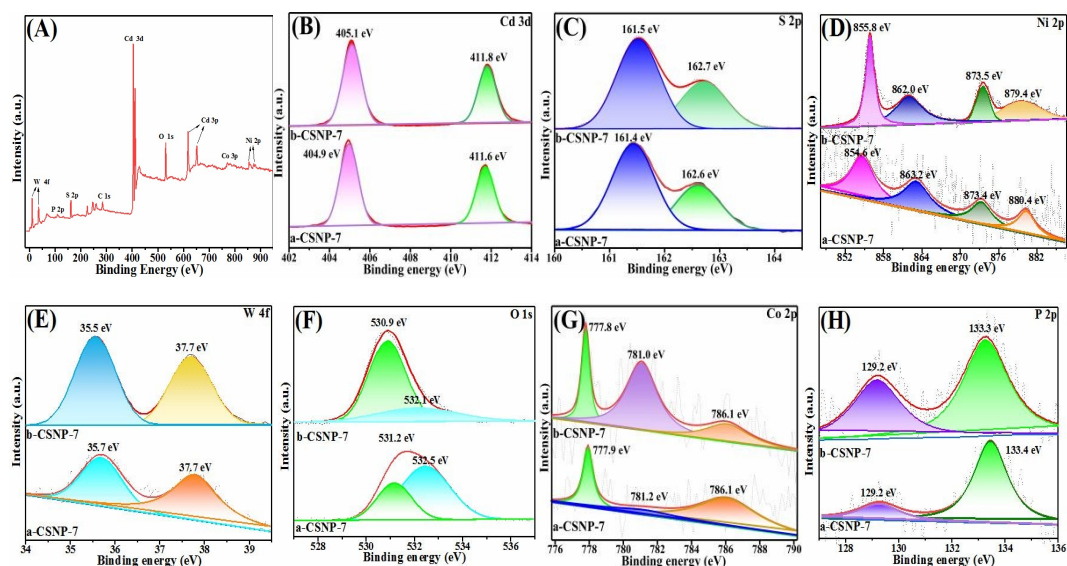 (A)
Intensity (a.u.)
Cd 3d
O 1s
Cd 3p
Co 3p
Ni 2p
W 4f
P 2p
S 2p
C 1s
0 100 200 300 400 500 600 700 800 900
Binding Energy (eV)
(B)
Cd 3d
Intensity (a.u.)
405.1 eV
411.8 eV
b-CSNP-7
404.9 eV
411.6 eV
a-CSNP-7
402 404 406 408 410 412 414
Binding energy (eV)
(C)
S 2p
Intensity (a.u.)
161.5 eV
162.7 eV
b-CSNP-7
161.4 eV
162.6 eV
a-CSNP-7
160 161 162 163 164
Binding energy (eV)
(D)
Ni 2p
Intensity (a.u.)
855.8 eV
862.0 eV
873.5 eV
879.4 eV
b-CSNP-7
854.6 eV
863.2 eV
873.4 eV
880.4 eV
a-CSNP-7
852 858 864 870 876 882
Binding energy (eV)
(E)
W 4f
Intensity (a.u.)
35.5 eV
37.7 eV
b-CSNP-7
35.7 eV
37.7 eV
a-CSNP-7
34 35 36 37 38 39
Binding energy (eV)
(F)
O 1s
Intensity (a.u.)
530.9 eV
532.1 eV
b-CSNP-7
531.2 eV
532.5 eV
a-CSNP-7
528 530 532 534 536
Binding energy (eV)
(G)
Co 2p
Intensity (a.u.)
777.8 eV
781.0 eV
786.1 eV
b-CSNP-7
777.9 eV
781.2 eV
786.1 eV
a-CSNP-7
776 778 780 782 784 786 788 790
Binding energy (eV)
(H)
P 2p
Intensity (a.u.)
129.2 eV
133.3 eV
b-CSNP-7
129.2 eV
133.4 eV
a-CSNP-7
128 130 132 134 136
Binding energy (eV)